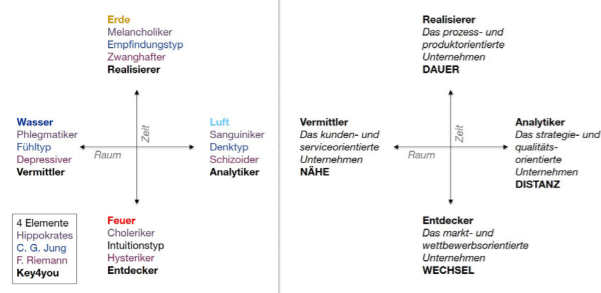 Erde
Melancholiker
Empfindungstyp
Zwanghafter
Realisierer
Wasser
Phlegmatiker
Fühltyp
Depressiver
Vermittler
Zeit
Raum
Luft
Sanguiniker
Denktyp
Schizoider
Analytiker
4 Elemente
Hippokrates
C. G. Jung
F. Riemann
Key4you
Feuer
Choleriker
Intuitionstyp
Hysteriker
Entdecker
Realisierer
Das prozess- und
produktorientierte
Unternehmen
DAUER
Vermittler
Das kunden- und
serviceorientierte
Unternehmen
NÄHE
Zeit
Raum
Analytiker
Das strategie- und
qualitäts-
orientierte
Unternehmen
DISTANZ
Entdecker
Das markt- und
wettbewerbsorientierte
Unternehmen
WECHSEL